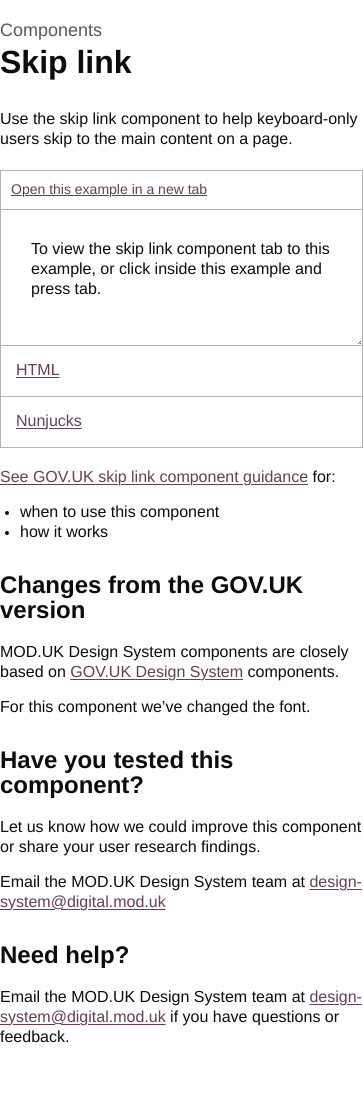 Components
Skip link
Use the skip link component to help keyboard-only
users skip to the main content on a page.
Open this example in a new tab
To view the skip link component tab to this
example, or click inside this example and
press tab.
HTML
Nunjucks
See GOV.UK skip link component guidance for:
• when to use this component
• how it works
Changes from the GOV.UK
version
MOD.UK Design System components are closely
based on GOV.UK Design System components.
For this component we’ve changed the font.
Have you tested this
component?
Let us know how we could improve this component
or share your user research findings.
Email the MOD.UK Design System team at design-
system@digital.mod.uk
Need help?
Email the MOD.UK Design System team at design-
system@digital.mod.uk if you have questions or
feedback.